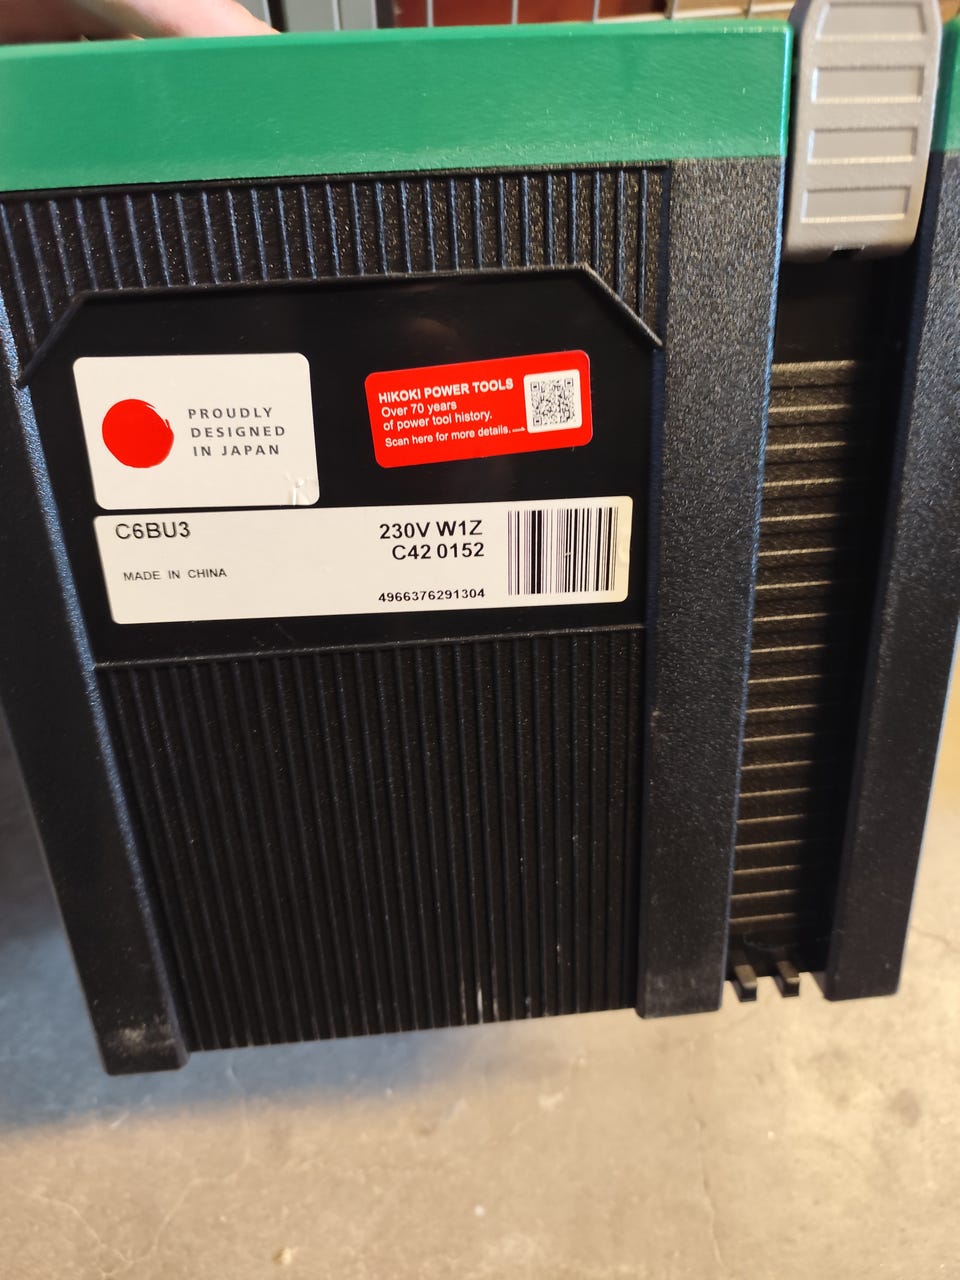 PROUDLY
DESIGNED
IN JAPAN
HIKOKI POWER TOOLS
Over 70 years
of power tool history.
Scan here for more details.
C6BU3
230V W1Z
C42 0152
MADE IN CHINA
4966376291304